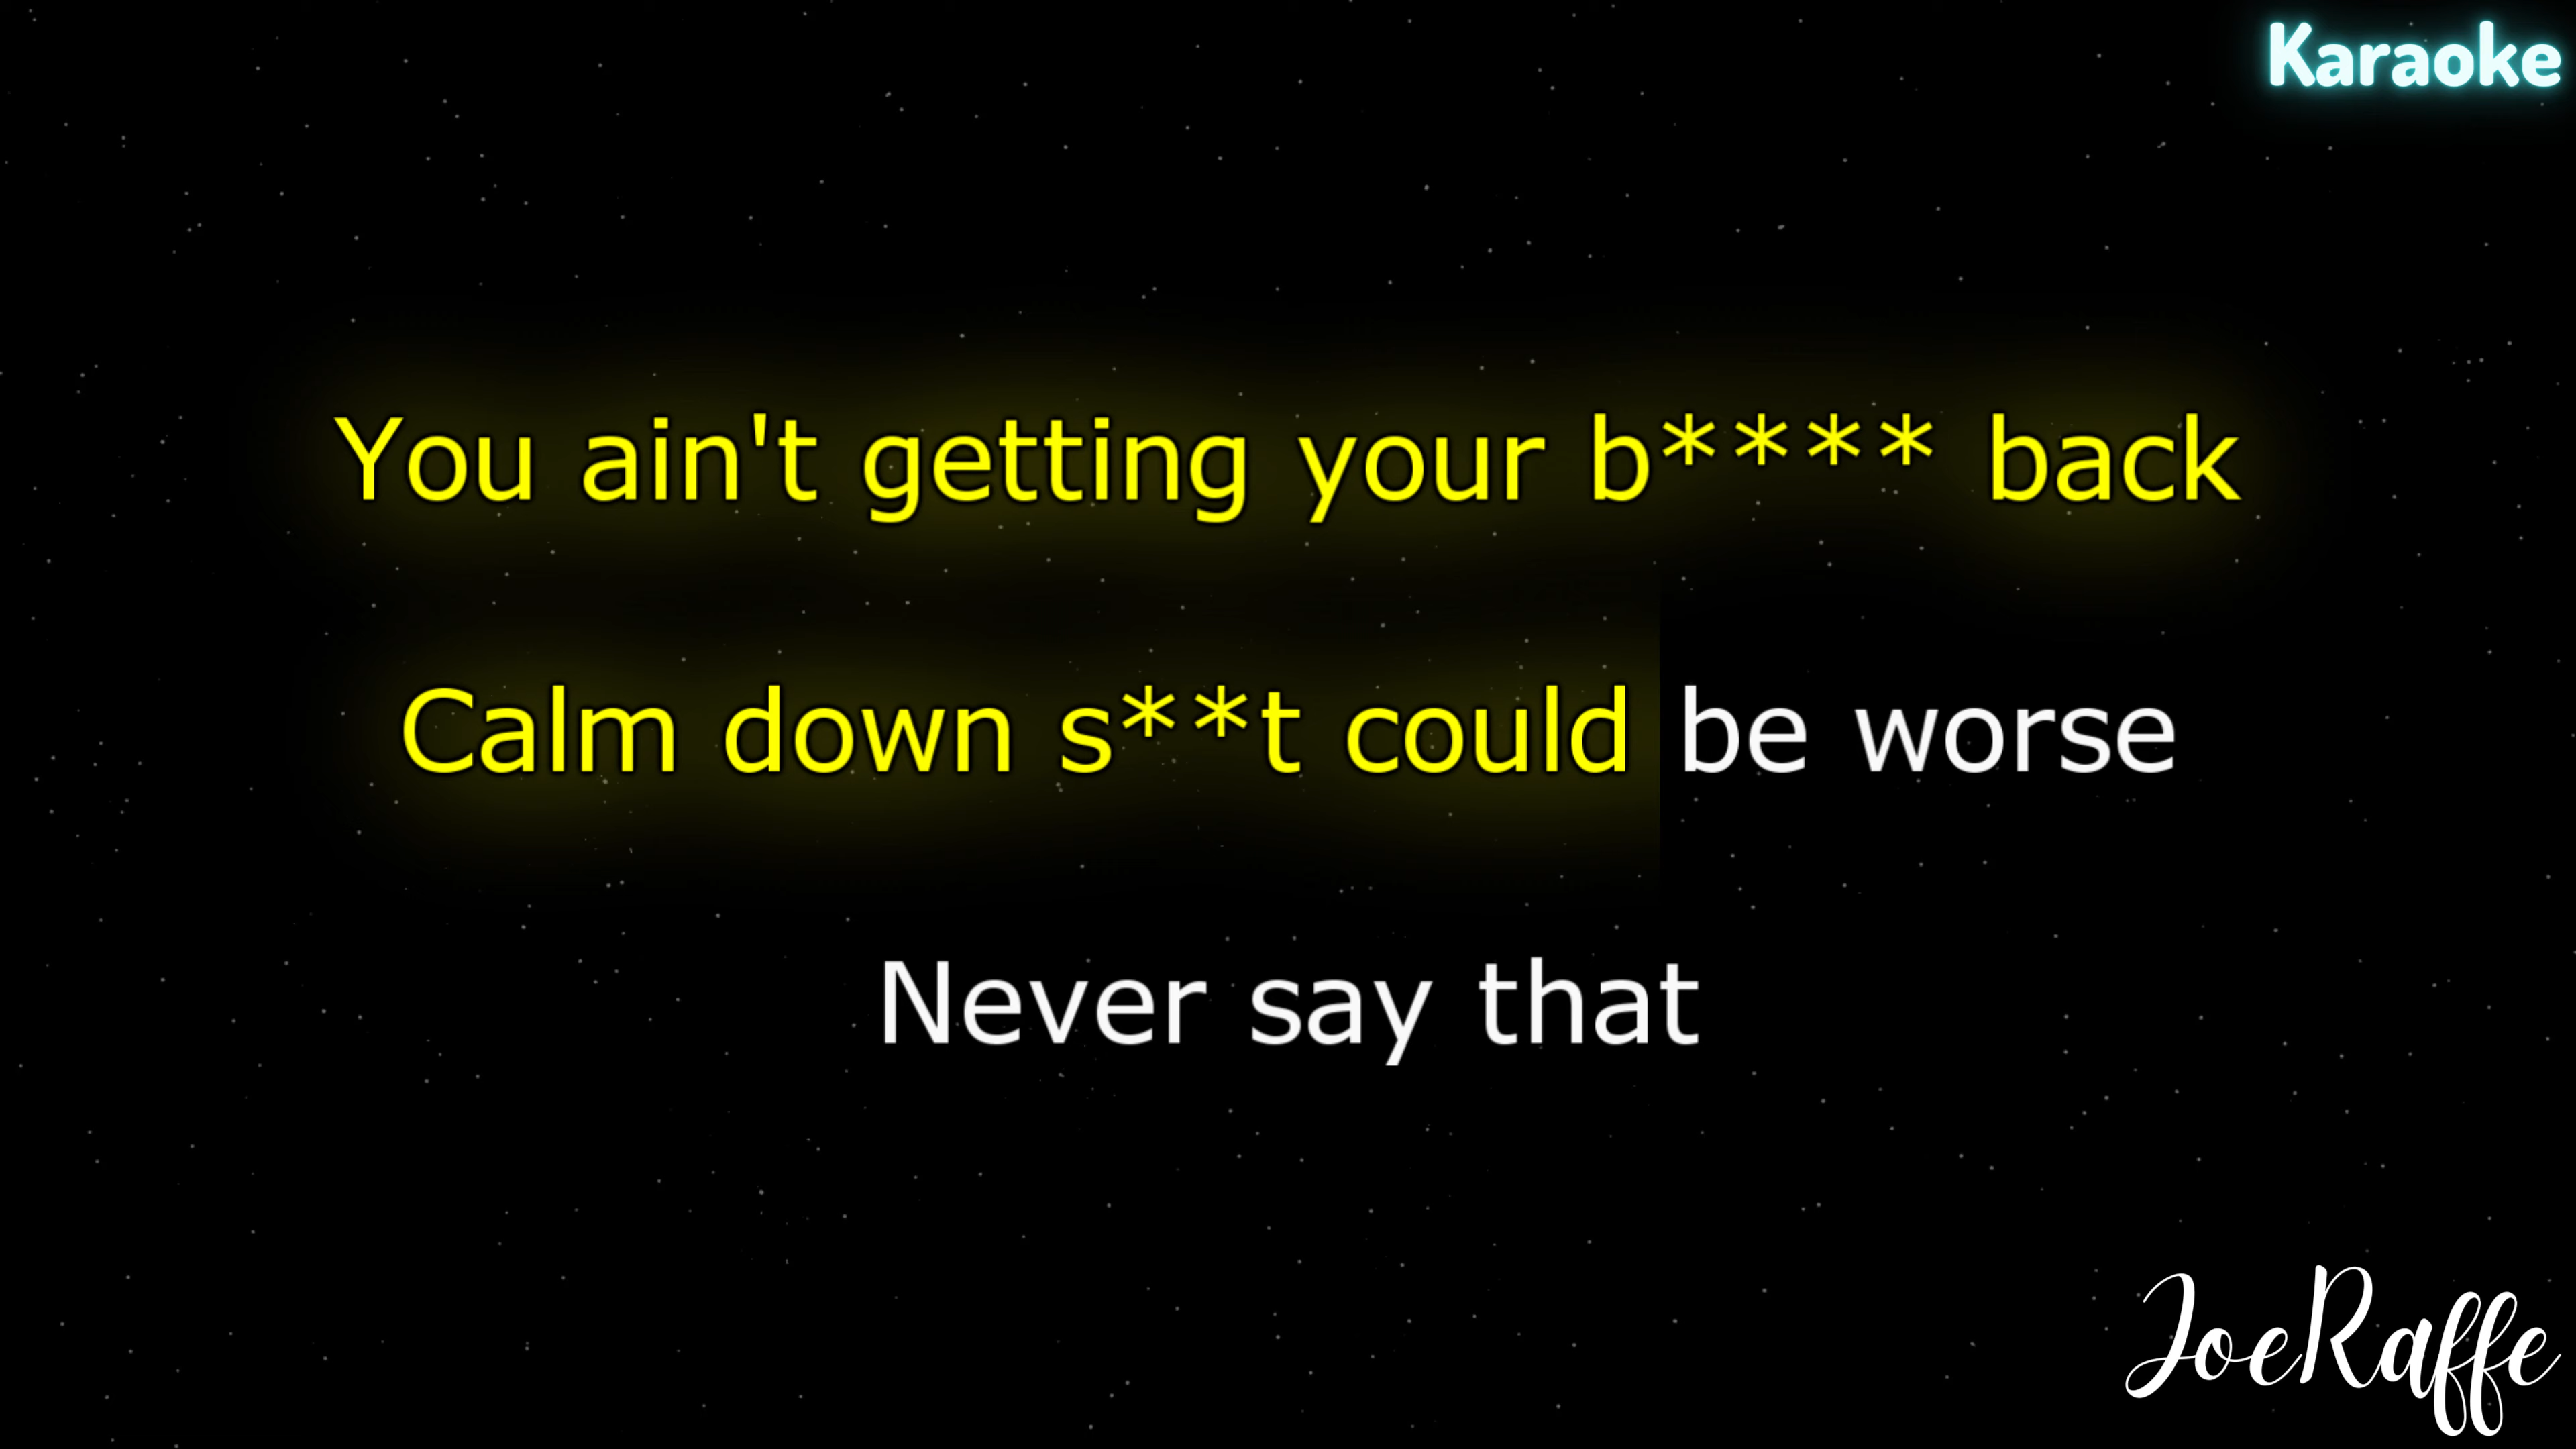 Karaoke
You ain't getting your b**** back
Calm down s**t could be worse
Never say that
JoeRaffe